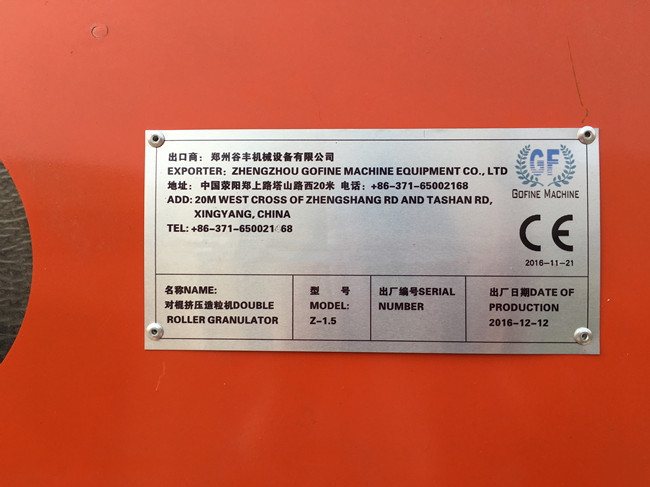 出口商： 郑州谷丰机械设备有限公司
EXPORTER: ZHENGZHOU GOFINE MACHINE EQUIPMENT CO., LTD
地址： 中国荥阳郑上路塔山路西20米 电话：+86-371-65002168
ADD: 20M WEST CROSS OF ZHENGSHANG RD AND TASHAN RD,
XINGYANG, CHINA
TEL: +86-371-65002168
GF
GOFINE MACHINE
CE
2016-11-21
名称NAME:
对辊挤压造粒机DOUBLE
ROLLER GRANULATOR
型 号
MODEL:
Z-1.5
出厂编号SERIAL
NUMBER
出厂日期DATE OF
PRODUCTION
2016-12-12